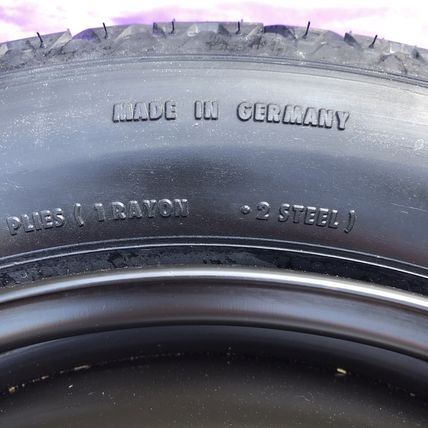 MADE IN GERMANY
PLIES ( 1 RAYON + 2 STEEL )